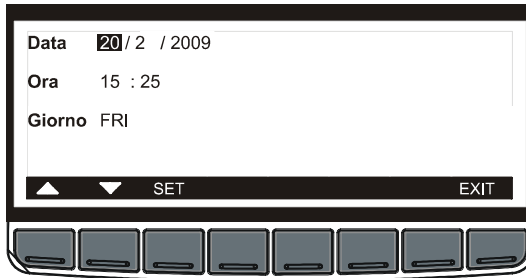 Data 20 / 2 / 2009
Ora 15 : 25
Giorno FRI
SET EXIT